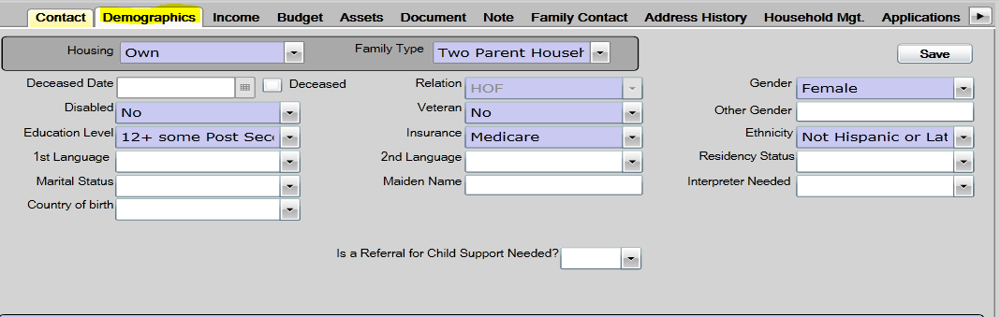 Contact Demographics Income Budget Assets Document Note Family Contact Address History Household Mgt. Applications
Housing Own Family Type Two Parent Househ Save
Deceased Date Deceased Relation HOF Gender Female
Disabled No Veteran No Other Gender
Education Level 12+ some Post Sec Insurance Medicare Ethnicity Not Hispanic or Lat
1st Language 2nd Language Residency Status
Marital Status Maiden Name Interpreter Needed
Country of birth
Is a Referral for Child Support Needed?